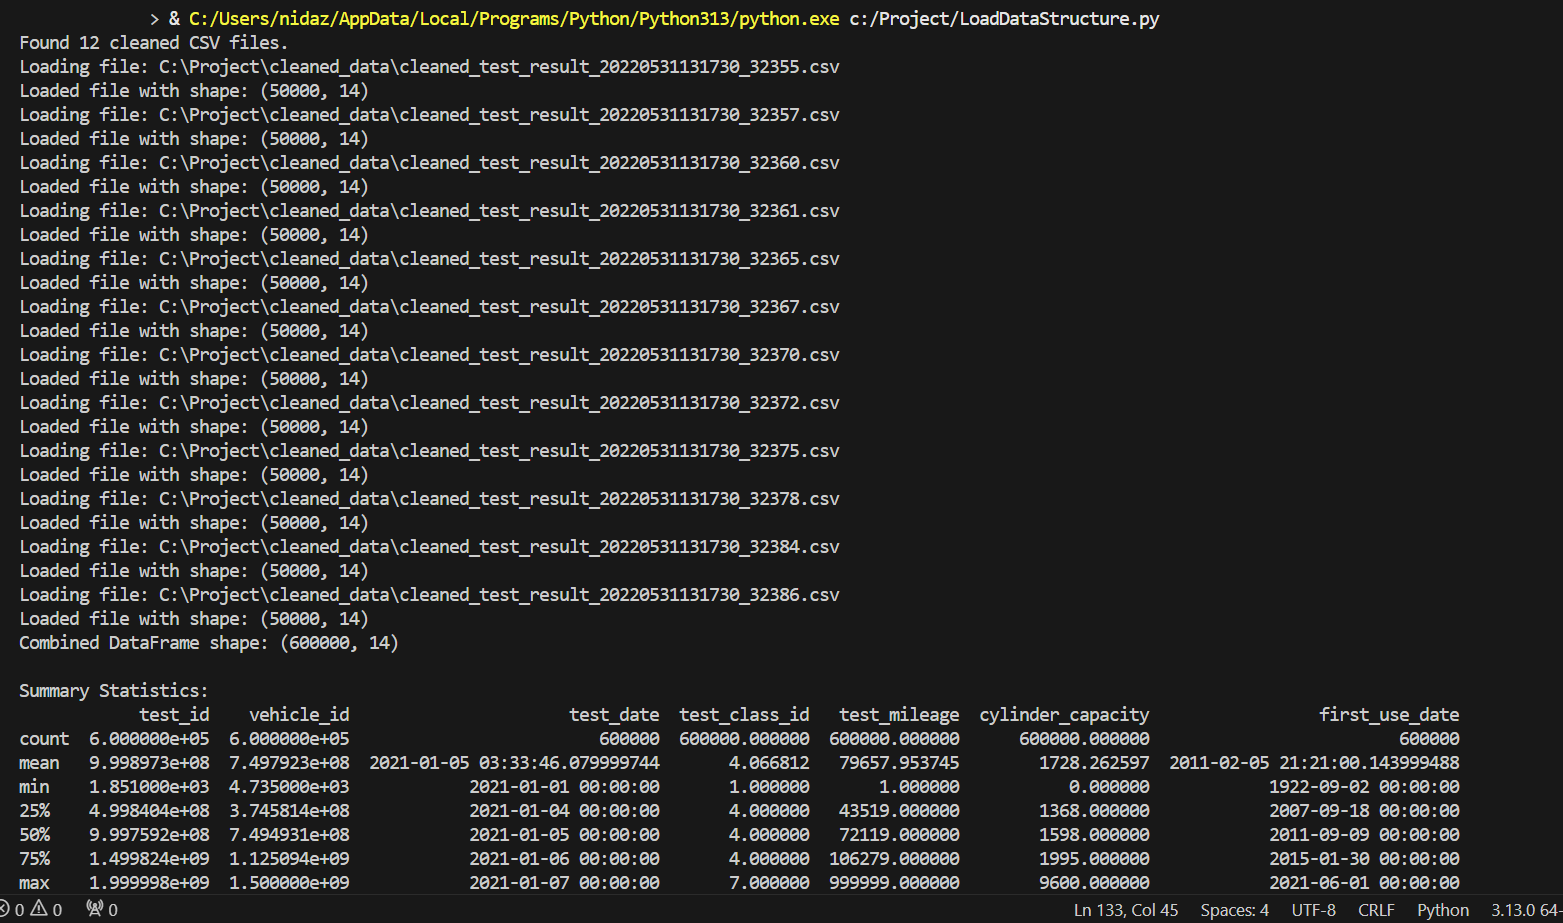 > & C:/Users/nidaz/AppData/Local/Programs/Python/Python313/python.exe c:/Project/LoadDataStructure.py
Found 12 cleaned CSV files.
Loading file: C:\Project\cleaned_data\cleaned_test_result_20220531131730_32355.csv
Loaded file with shape: (50000, 14)
Loading file: C:\Project\cleaned_data\cleaned_test_result_20220531131730_32357.csv
Loaded file with shape: (50000, 14)
Loading file: C:\Project\cleaned_data\cleaned_test_result_20220531131730_32360.csv
Loaded file with shape: (50000, 14)
Loading file: C:\Project\cleaned_data\cleaned_test_result_20220531131730_32361.csv
Loaded file with shape: (50000, 14)
Loading file: C:\Project\cleaned_data\cleaned_test_result_20220531131730_32365.csv
Loaded file with shape: (50000, 14)
Loading file: C:\Project\cleaned_data\cleaned_test_result_20220531131730_32367.csv
Loaded file with shape: (50000, 14)
Loading file: C:\Project\cleaned_data\cleaned_test_result_20220531131730_32370.csv
Loaded file with shape: (50000, 14)
Loading file: C:\Project\cleaned_data\cleaned_test_result_20220531131730_32372.csv
Loaded file with shape: (50000, 14)
Loading file: C:\Project\cleaned_data\cleaned_test_result_20220531131730_32375.csv
Loaded file with shape: (50000, 14)
Loading file: C:\Project\cleaned_data\cleaned_test_result_20220531131730_32378.csv
Loaded file with shape: (50000, 14)
Loading file: C:\Project\cleaned_data\cleaned_test_result_20220531131730_32384.csv
Loaded file with shape: (50000, 14)
Loading file: C:\Project\cleaned_data\cleaned_test_result_20220531131730_32386.csv
Loaded file with shape: (50000, 14)
Combined DataFrame shape: (600000, 14)
Summary Statistics:
test_id vehicle_id test_date test_class_id test_mileage cylinder_capacity first_use_date
count 6.000000e+05 6.000000e+05 600000 600000.000000 600000.000000 600000.000000 600000
mean 9.998973e+08 7.497923e+08 2021-01-05 03:33:46.079999744 4.066812 79657.953745 1728.262597 2011-02-05 21:21:00.143999488
min 1.851000e+03 4.735000e+03 2021-01-01 00:00:00 1.000000 1.000000 0.000000 1922-09-02 00:00:00
25% 4.998404e+08 3.745814e+08 2021-01-04 00:00:00 4.000000 43519.000000 1368.000000 2007-09-18 00:00:00
50% 9.997592e+08 7.494931e+08 2021-01-05 00:00:00 4.000000 72119.000000 1598.000000 2011-09-09 00:00:00
75% 1.499824e+09 1.125094e+09 2021-01-06 00:00:00 4.000000 106279.000000 1995.000000 2015-01-30 00:00:00
max 1.999998e+09 1.500000e+09 2021-01-07 00:00:00 7.000000 999999.000000 9600.000000 2021-06-01 00:00:00
0 0 0 Ln 133, Col 45 Spaces: 4 UTF-8 CRLF Python 3.13.0 64-